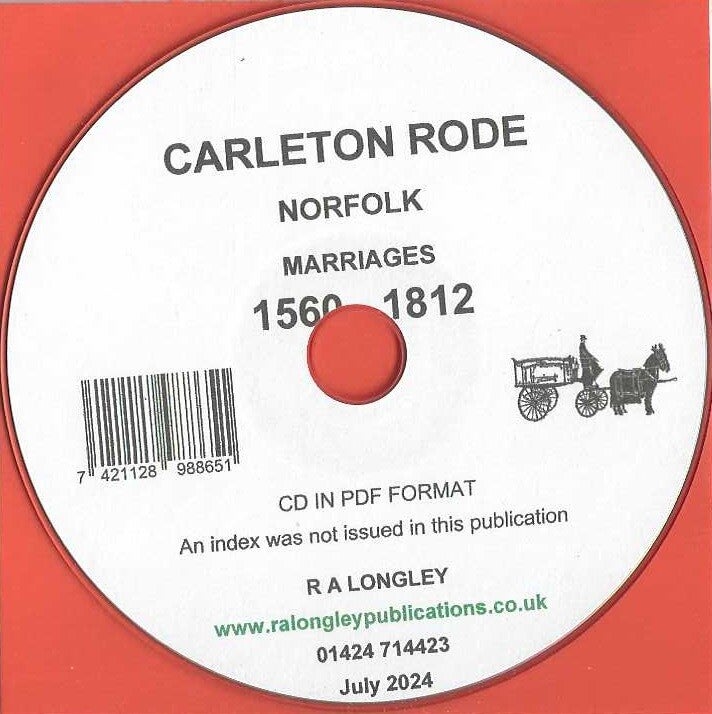 CARLETON RODE
NORFOLK
MARRIAGES
1560 - 1812
7 421128 988651
CD IN PDF FORMAT
An index was not issued in this publication
R A LONGLEY
www.ralongleypublications.co.uk
01424 714423
July 2024